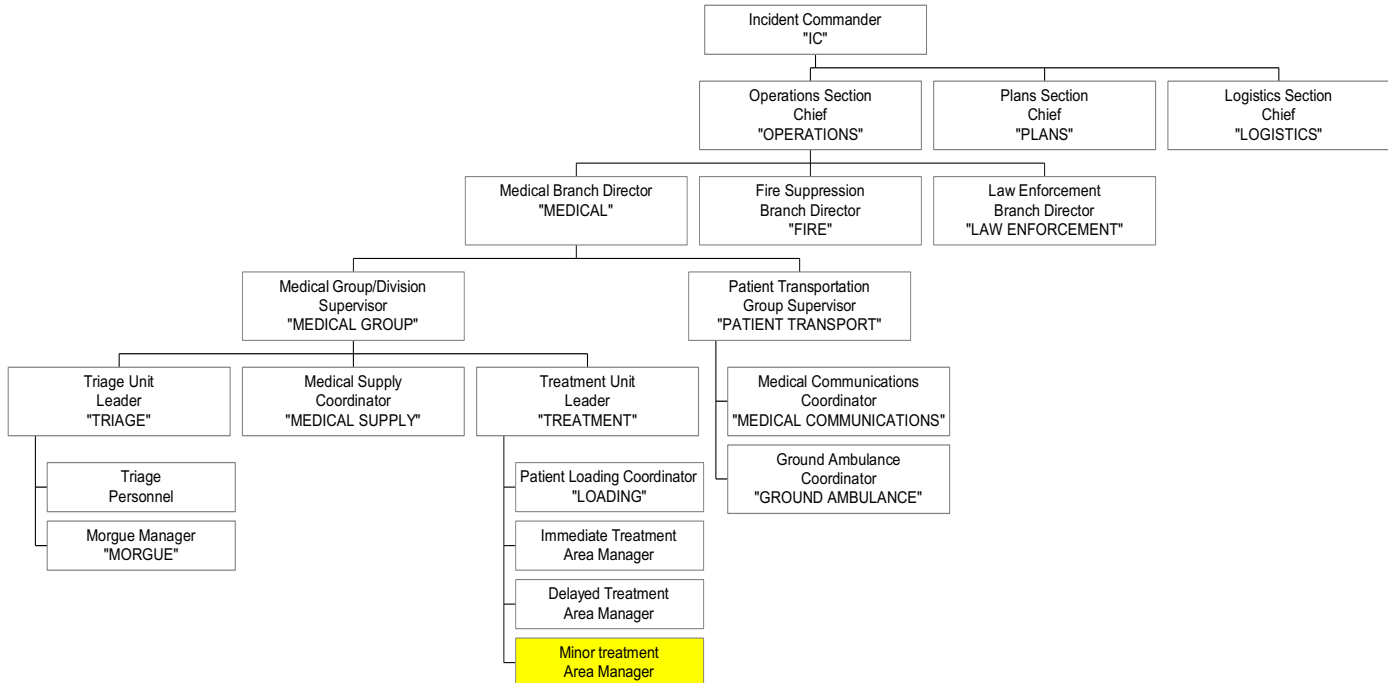 Incident Commander
"IC"
Operations Section
Chief
"OPERATIONS"
Plans Section
Chief
"PLANS"
Logistics Section
Chief
"LOGISTICS"
Medical Branch Director
"MEDICAL"
Fire Suppression
Branch Director
"FIRE"
Law Enforcement
Branch Director
"LAW ENFORCEMENT"
Medical Group/Division
Supervisor
"MEDICAL GROUP"
Patient Transportation
Group Supervisor
"PATIENT TRANSPORT"
Triage Unit
Leader
"TRIAGE"
Medical Supply
Coordinator
"MEDICAL SUPPLY"
Treatment Unit
Leader
"TREATMENT"
Medical Communications
Coordinator
"MEDICAL COMMUNICATIONS"
Ground Ambulance
Coordinator
"GROUND AMBULANCE"
Triage
Personnel
Morgue Manager
"MORGUE"
Patient Loading Coordinator
"LOADING"
Immediate Treatment
Area Manager
Delayed Treatment
Area Manager
Minor treatment
Area Manager